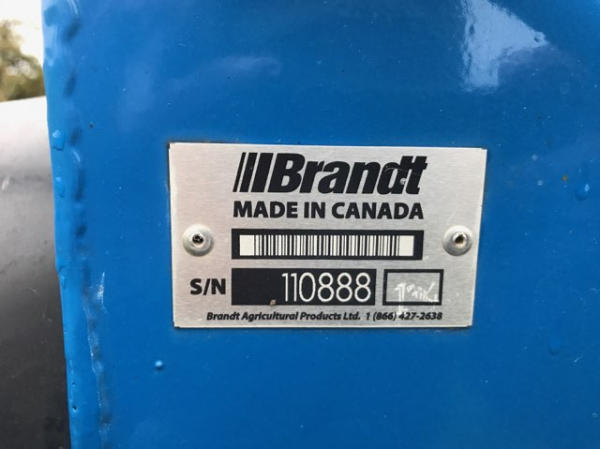 Brandt
MADE IN CANADA
S/N 110888
Brandt Agricultural Products Ltd. 1 (866) 427-2638